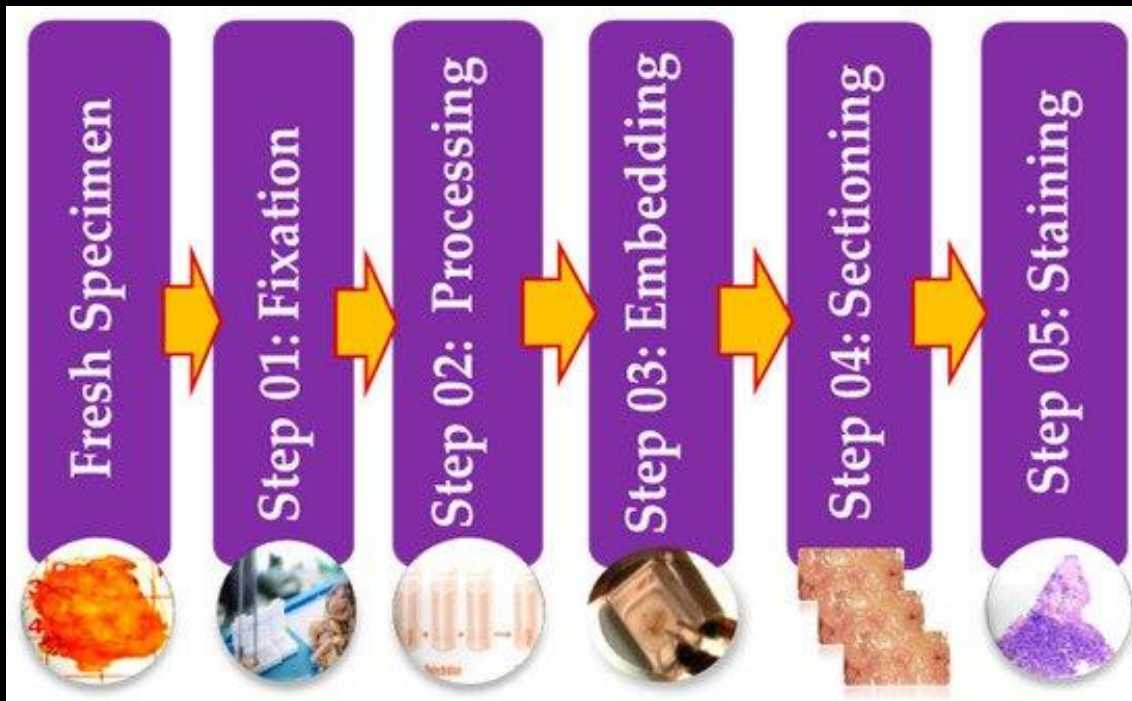 Fresh Specimen
Step 01: Fixation
Step 02: Processing
Step 03: Embedding
Step 04: Sectioning
Step 05: Staining